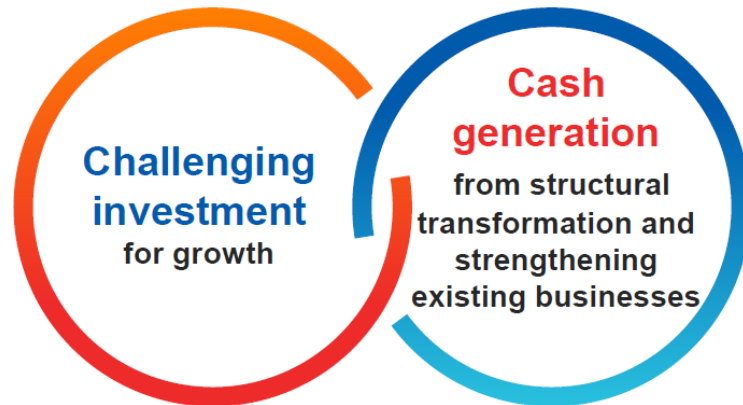 Challenging
investment
for growth
Cash
generation
from structural
transformation and
strengthening
existing businesses